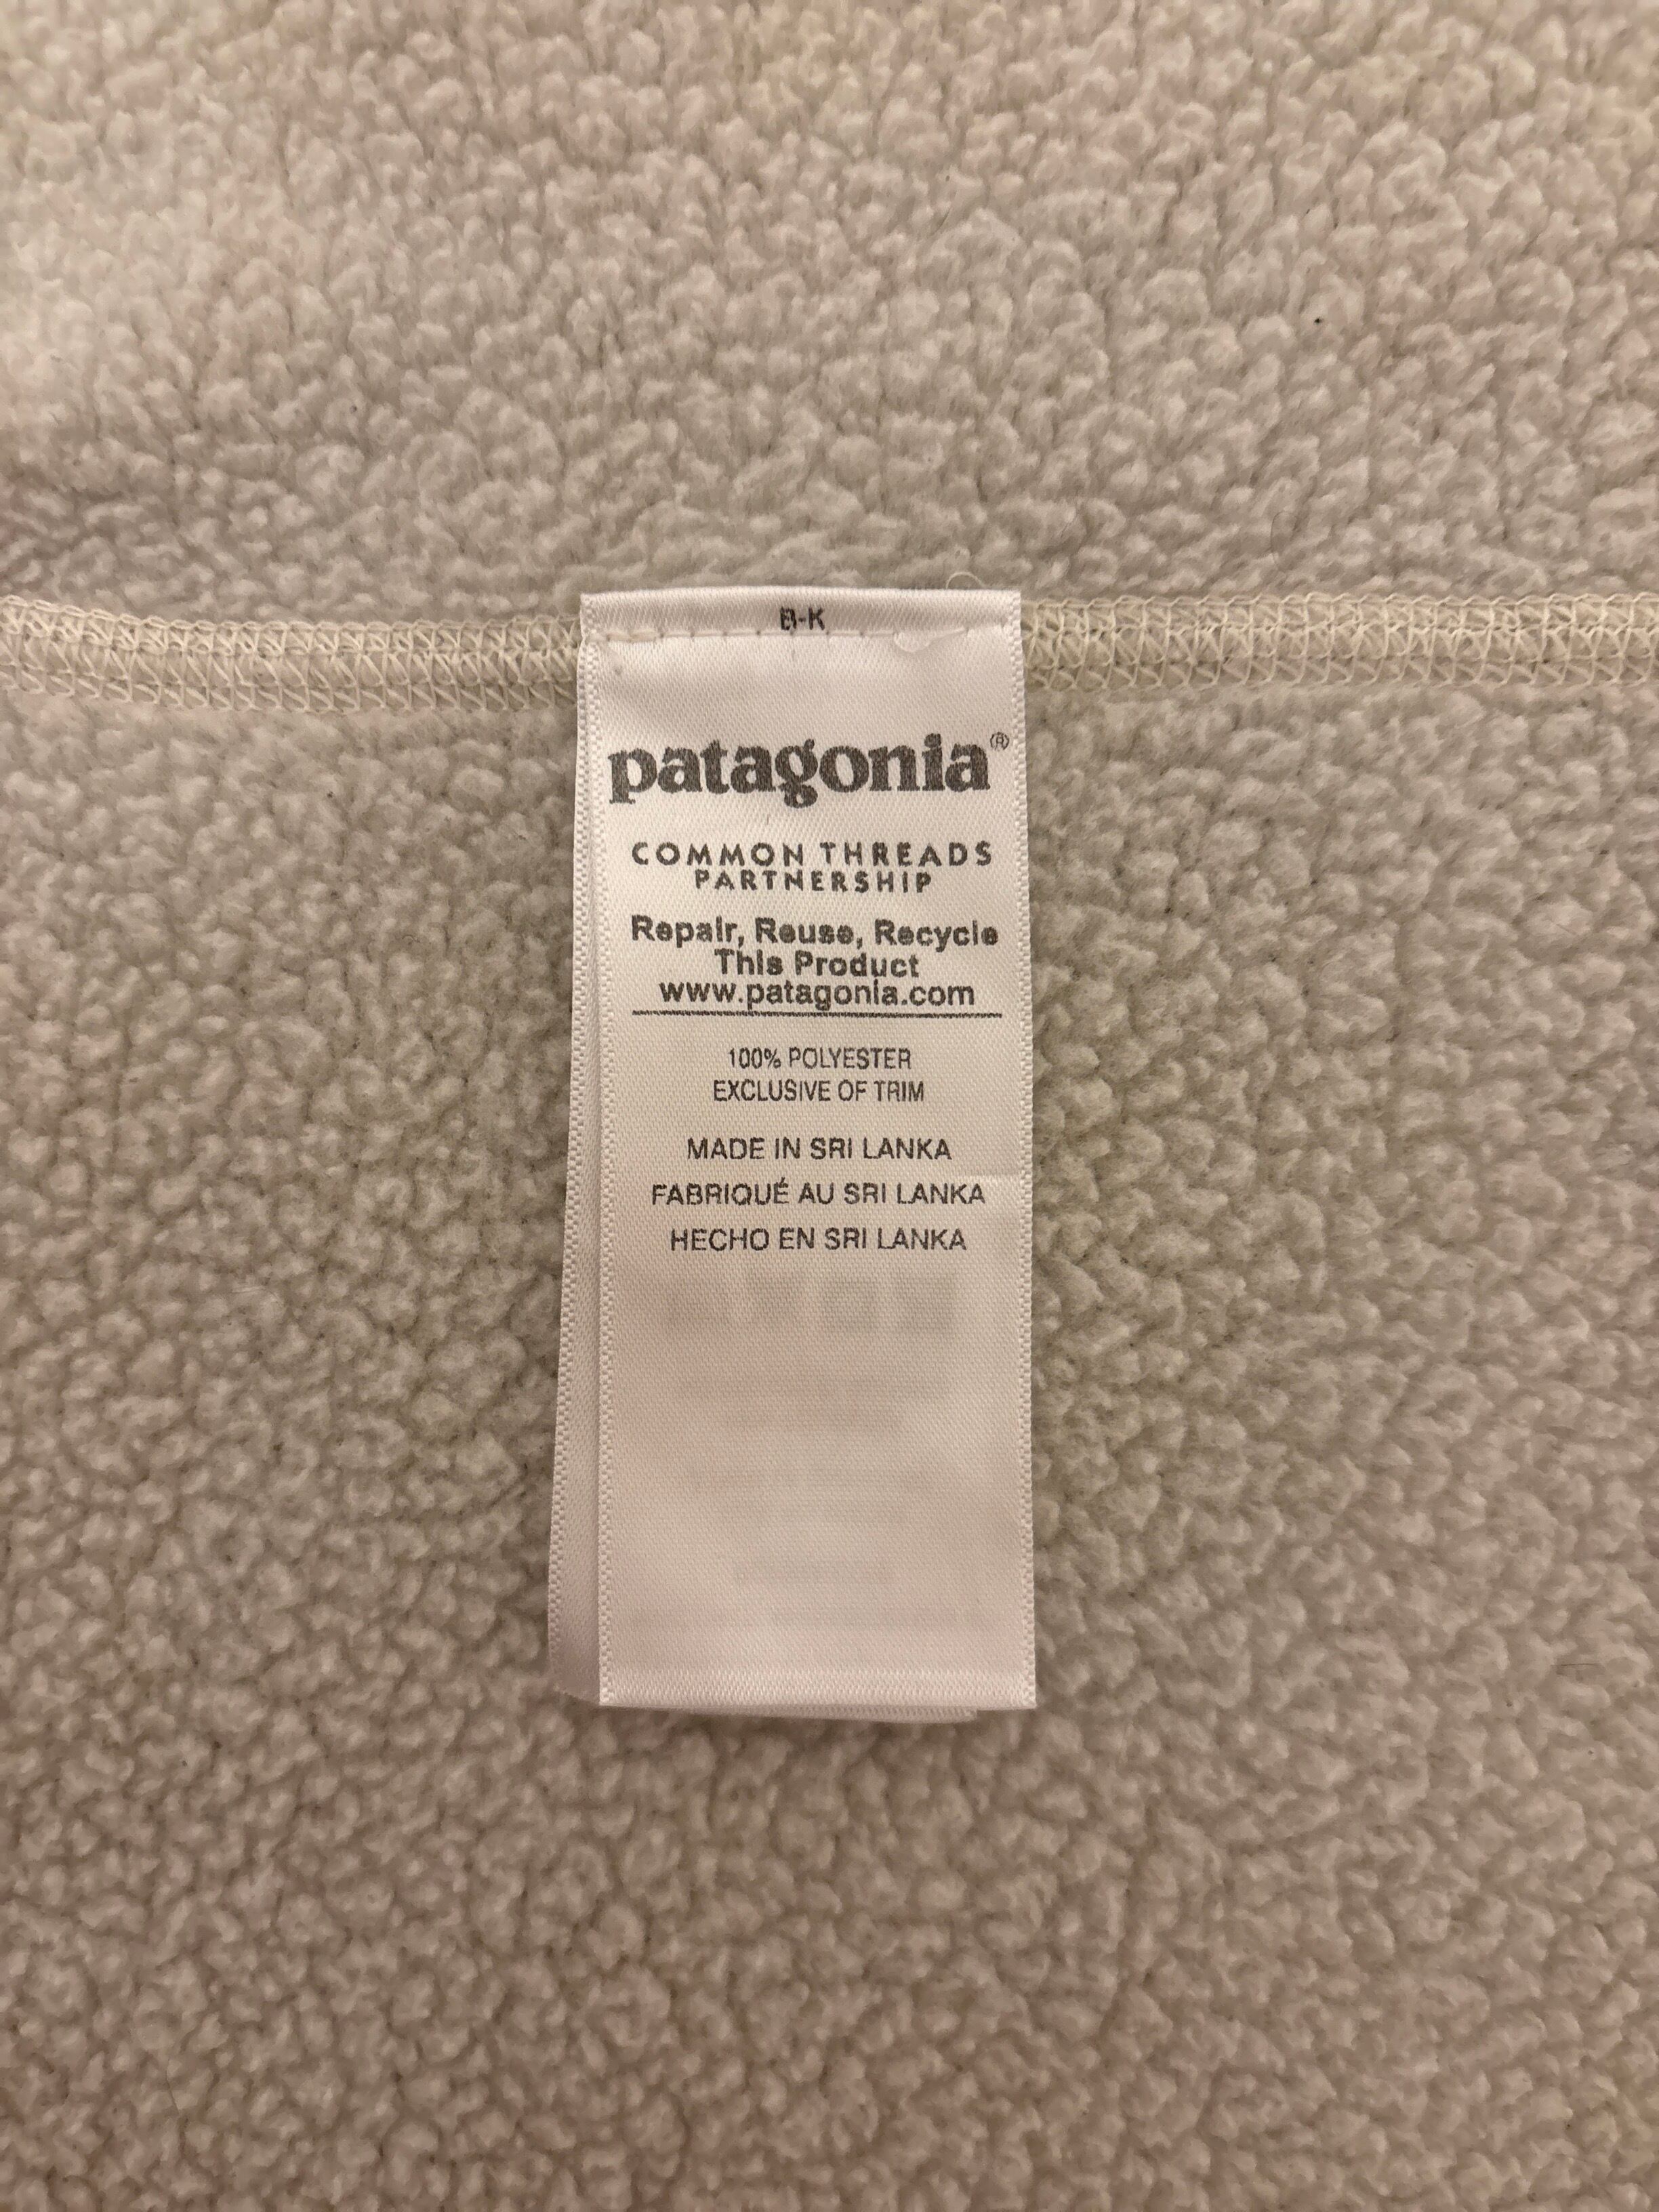 B-K
patagonia®
COMMON THREADS
PARTNERSHIP
Repair, Reuse, Recycle
This Product
www.patagonia.com
100% POLYESTER
EXCLUSIVE OF TRIM
MADE IN SRI LANKA
FABRIQUÉ AU SRI LANKA
HECHO EN SRI LANKA